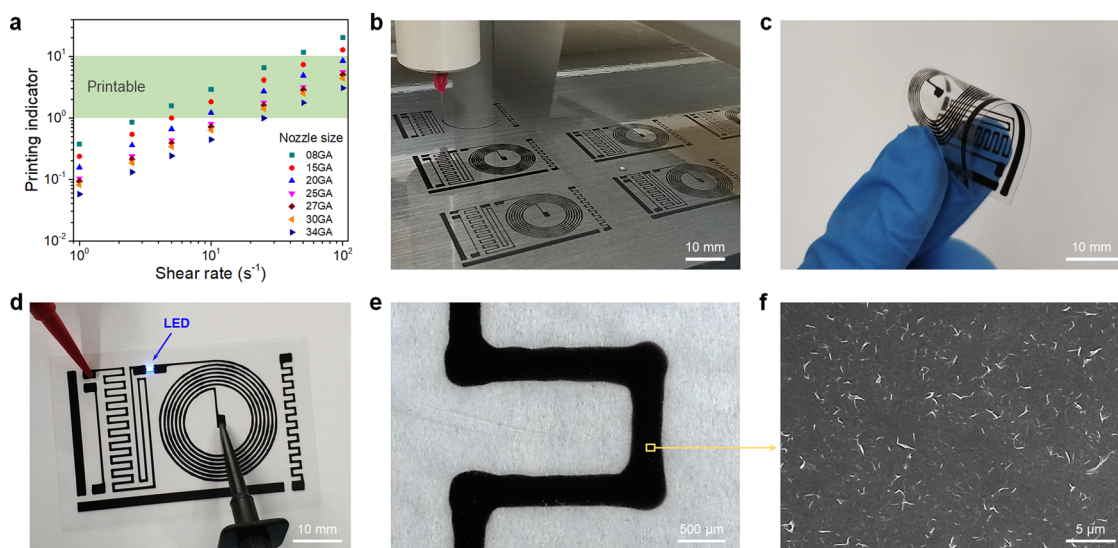 a
Printing indicator
10¹
10⁰
10⁻¹
10⁻²
Printable
Nozzle size
08GA
15GA
20GA
25GA
27GA
30GA
34GA
10⁰
10¹
10²
Shear rate (s⁻¹)
b
10 mm
c
10 mm
d
LED
10 mm
e
500 μm
f
5 μm